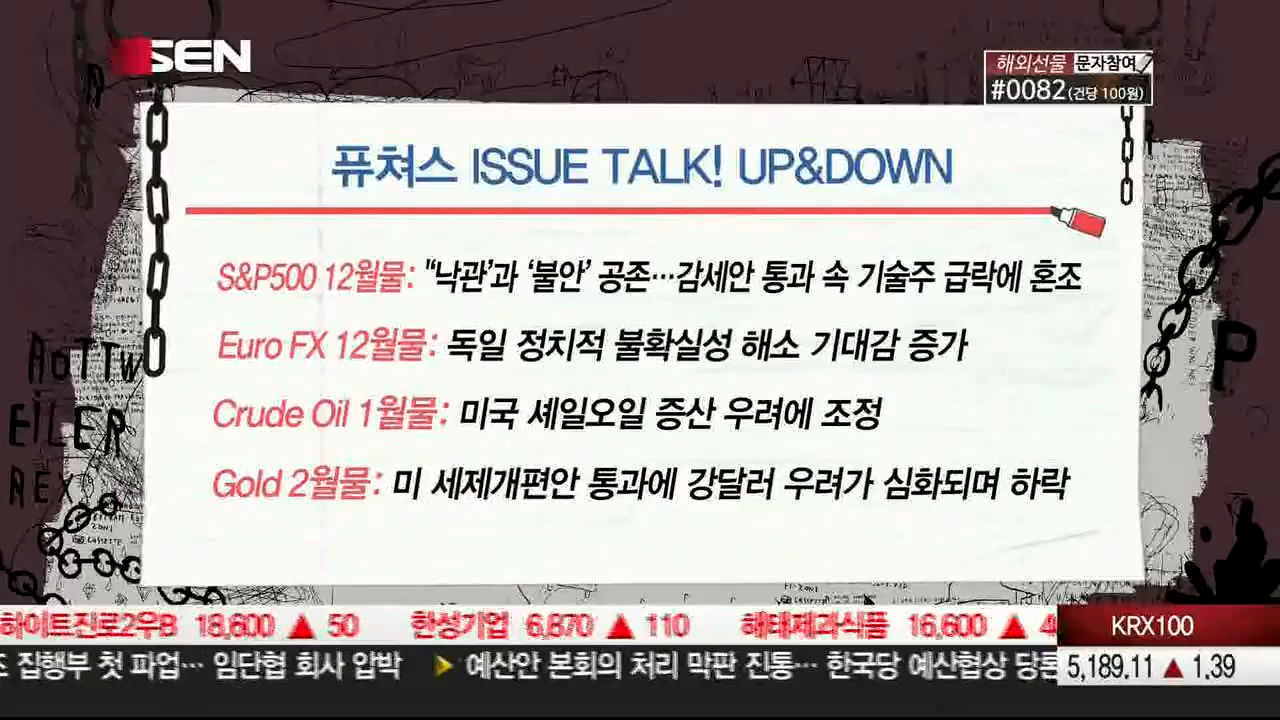 SEN
해외선물 문자참여
#0082(건당 100원)
퓨쳐스 ISSUE TALK! UP&DOWN
S&P500 12월물: "'낙관'과 '불안' 공존…감세안 통과 속 기술주 급락에 혼조
Euro FX 12월물: 독일 정치적 불확실성 해소 기대감 증가
Crude Oil 1월물: 미국 셰일오일 증산 우려에 조정
Gold 2월물: 미 세제개편안 통과에 강달러 우려가 심화되며 하락
ROTTW
EILER
REX
P
하이트진로2우B 18,600 ▲ 50 한성기업 6,870 ▲ 110 해태제과식품 16,600 ▲
KRX100
집행부 첫 파업… 임단협 회사 압박 예산안 본회의 처리 막판 진통… 한국당 예산협상 당론
5,189.11 ▲ 1.39